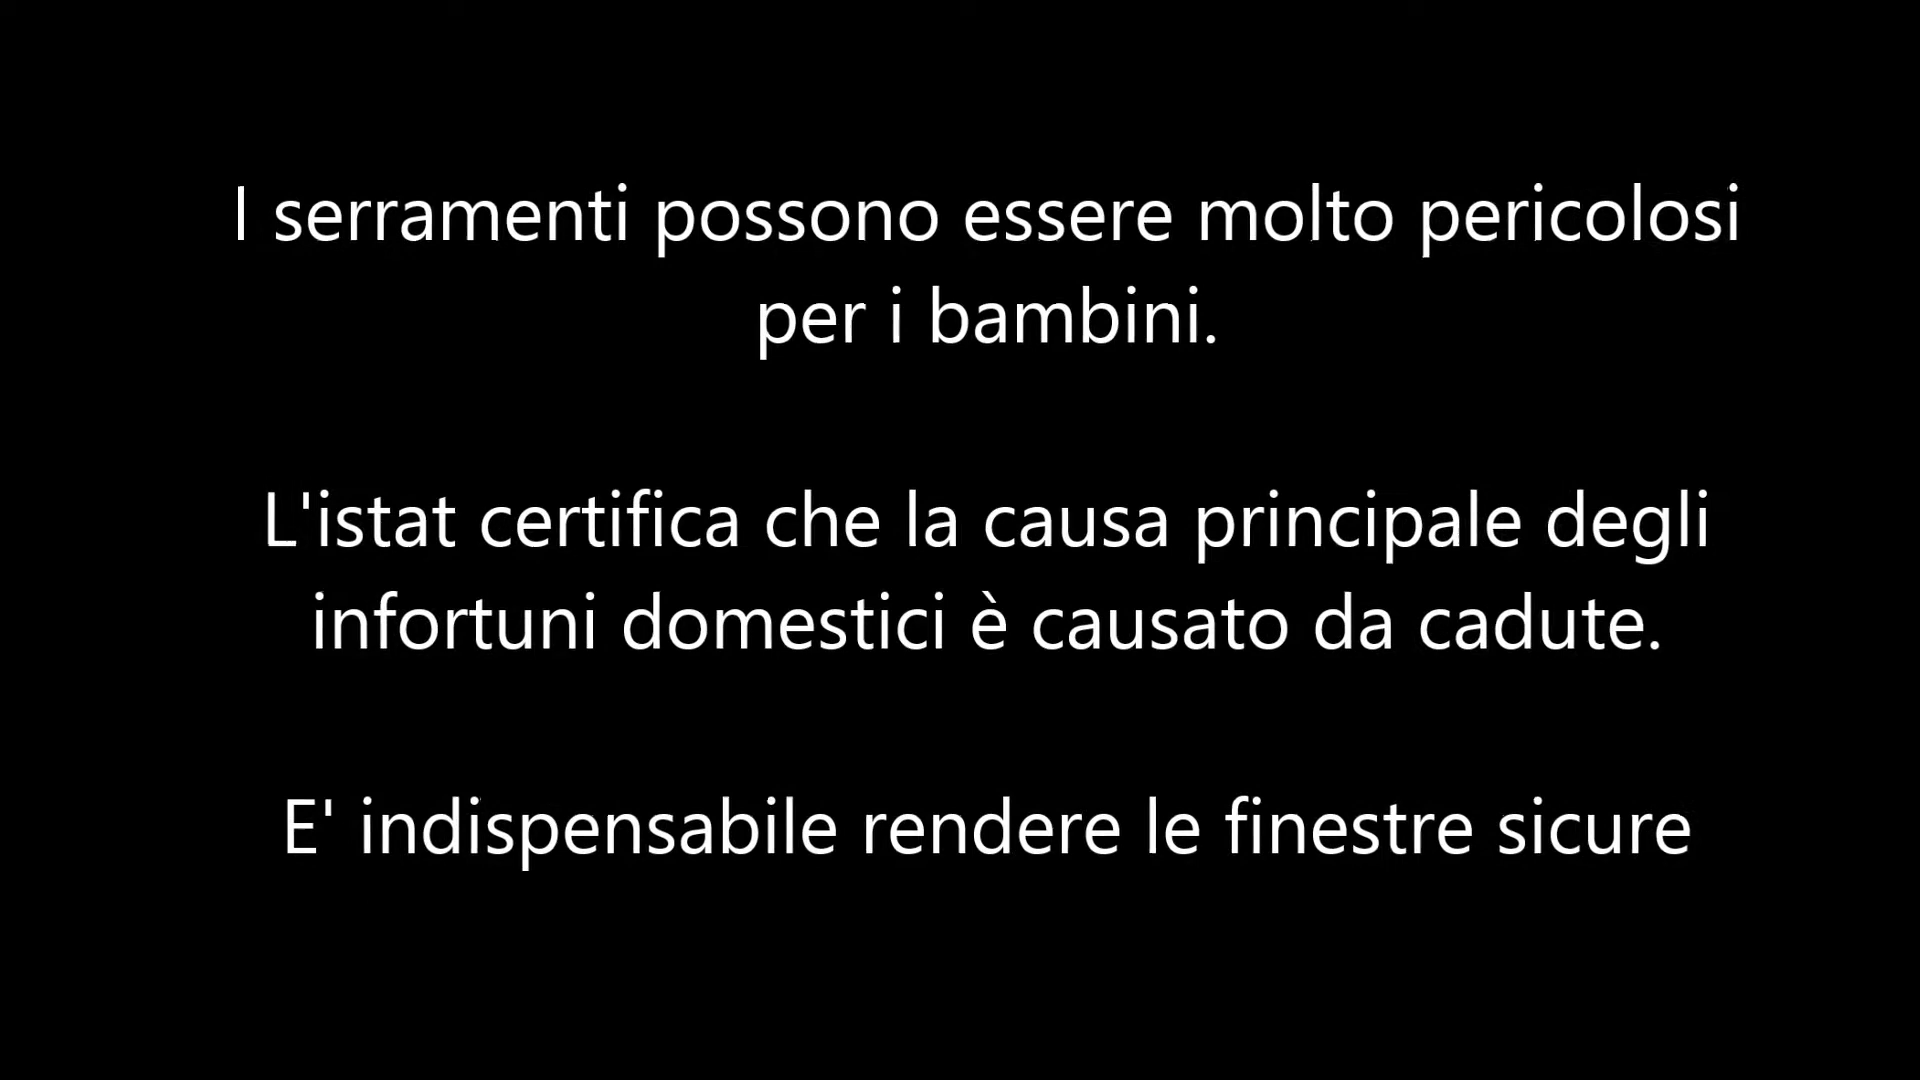 I serramenti possono essere molto pericolosi
per i bambini.
L'istat certifica che la causa principale degli
infortuni domestici è causato da cadute.
E' indispensabile rendere le finestre sicure